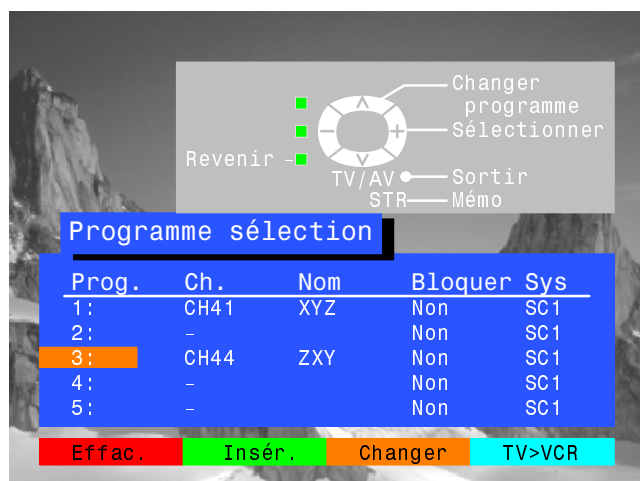 Changer
programme
Sélectionner
Revenir
TV/AV Sortir
STR Mémo
Programme sélection
Prog. Ch. Nom Bloquer Sys
1: CH41 XYZ Non SC1
2: – Non SC1
3: CH44 ZXY Non SC1
4: – Non SC1
5: – Non SC1
Effac. Insér. Changer TV>VCR